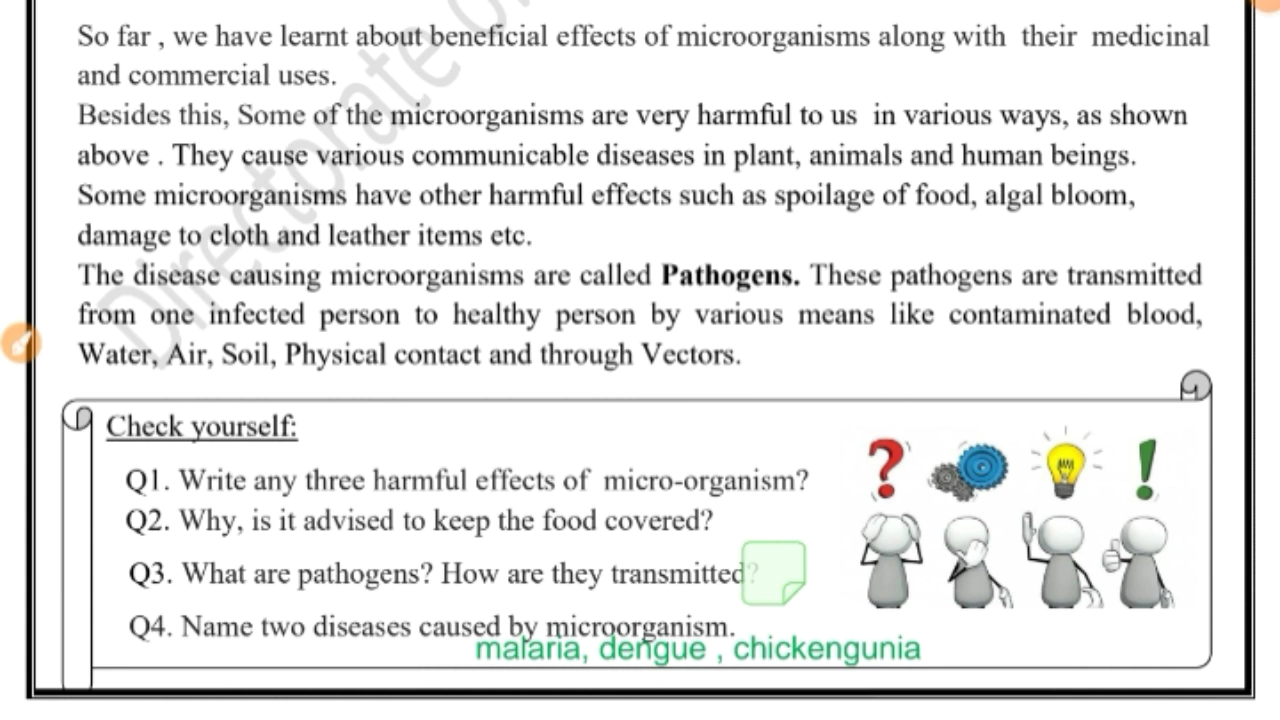 So far , we have learnt about beneficial effects of microorganisms along with their medicinal
and commercial uses.
Besides this, Some of the microorganisms are very harmful to us in various ways, as shown
above . They cause various communicable diseases in plant, animals and human beings.
Some microorganisms have other harmful effects such as spoilage of food, algal bloom,
damage to cloth and leather items etc.
The disease causing microorganisms are called Pathogens. These pathogens are transmitted
from one infected person to healthy person by various means like contaminated blood,
Water, Air, Soil, Physical contact and through Vectors.
Check yourself:
Q1. Write any three harmful effects of micro-organism?
Q2. Why, is it advised to keep the food covered?
Q3. What are pathogens? How are they transmitted?
Q4. Name two diseases caused by microorganism.
malaria, dengue , chickengunia
Directorate o